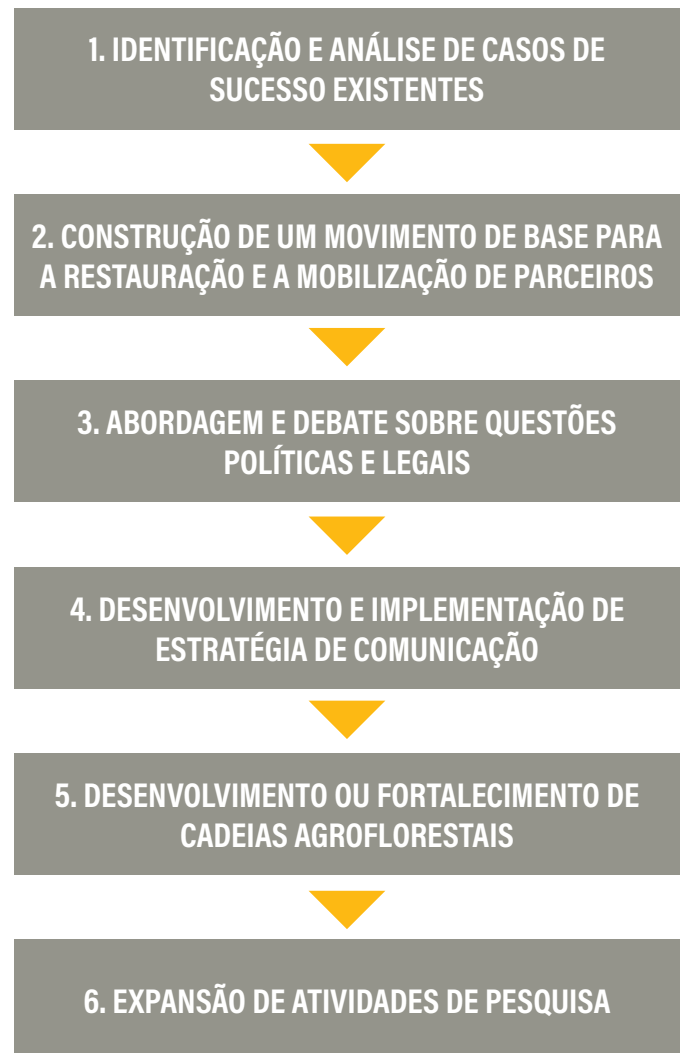 1. IDENTIFICAÇÃO E ANÁLISE DE CASOS DE
SUCESSO EXISTENTES
2. CONSTRUÇÃO DE UM MOVIMENTO DE BASE PARA
A RESTAURAÇÃO E A MOBILIZAÇÃO DE PARCEIROS
3. ABORDAGEM E DEBATE SOBRE QUESTÕES
POLÍTICAS E LEGAIS
4. DESENVOLVIMENTO E IMPLEMENTAÇÃO DE
ESTRATÉGIA DE COMUNICAÇÃO
5. DESENVOLVIMENTO OU FORTALECIMENTO DE
CADEIAS AGROFLORESTAIS
6. EXPANSÃO DE ATIVIDADES DE PESQUISA